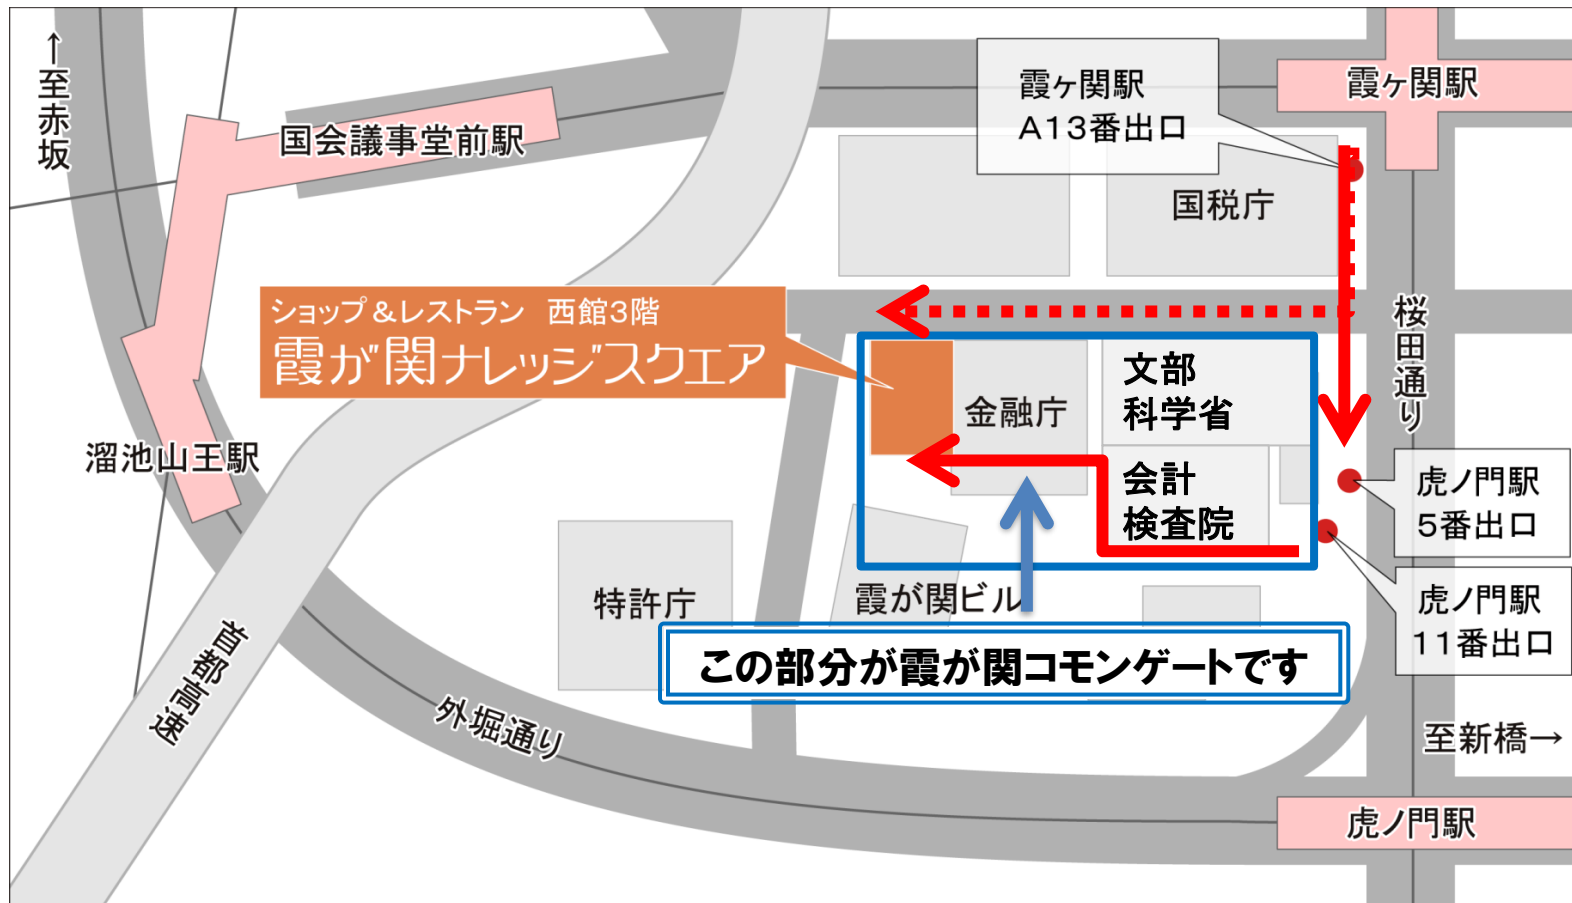 ↑至赤坂
国会議事堂前駅
霞ヶ関駅
A13番出口
霞ヶ関駅
国税庁
ショップ&レストラン 西館3階
霞が関ナレッジスクエア
桜田通り
文部
科学省
金融庁
溜池山王駅
会計
検査院
虎ノ門駅
5番出口
特許庁
霞が関ビル
虎ノ門駅
11番出口
首都高速
この部分が霞が関コモンゲートです
外堀通り
至新橋→
虎ノ門駅